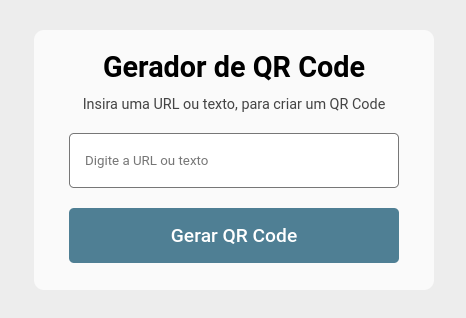 Gerador de QR Code
Insira uma URL ou texto, para criar um QR Code
Digite a URL ou texto
Gerar QR Code